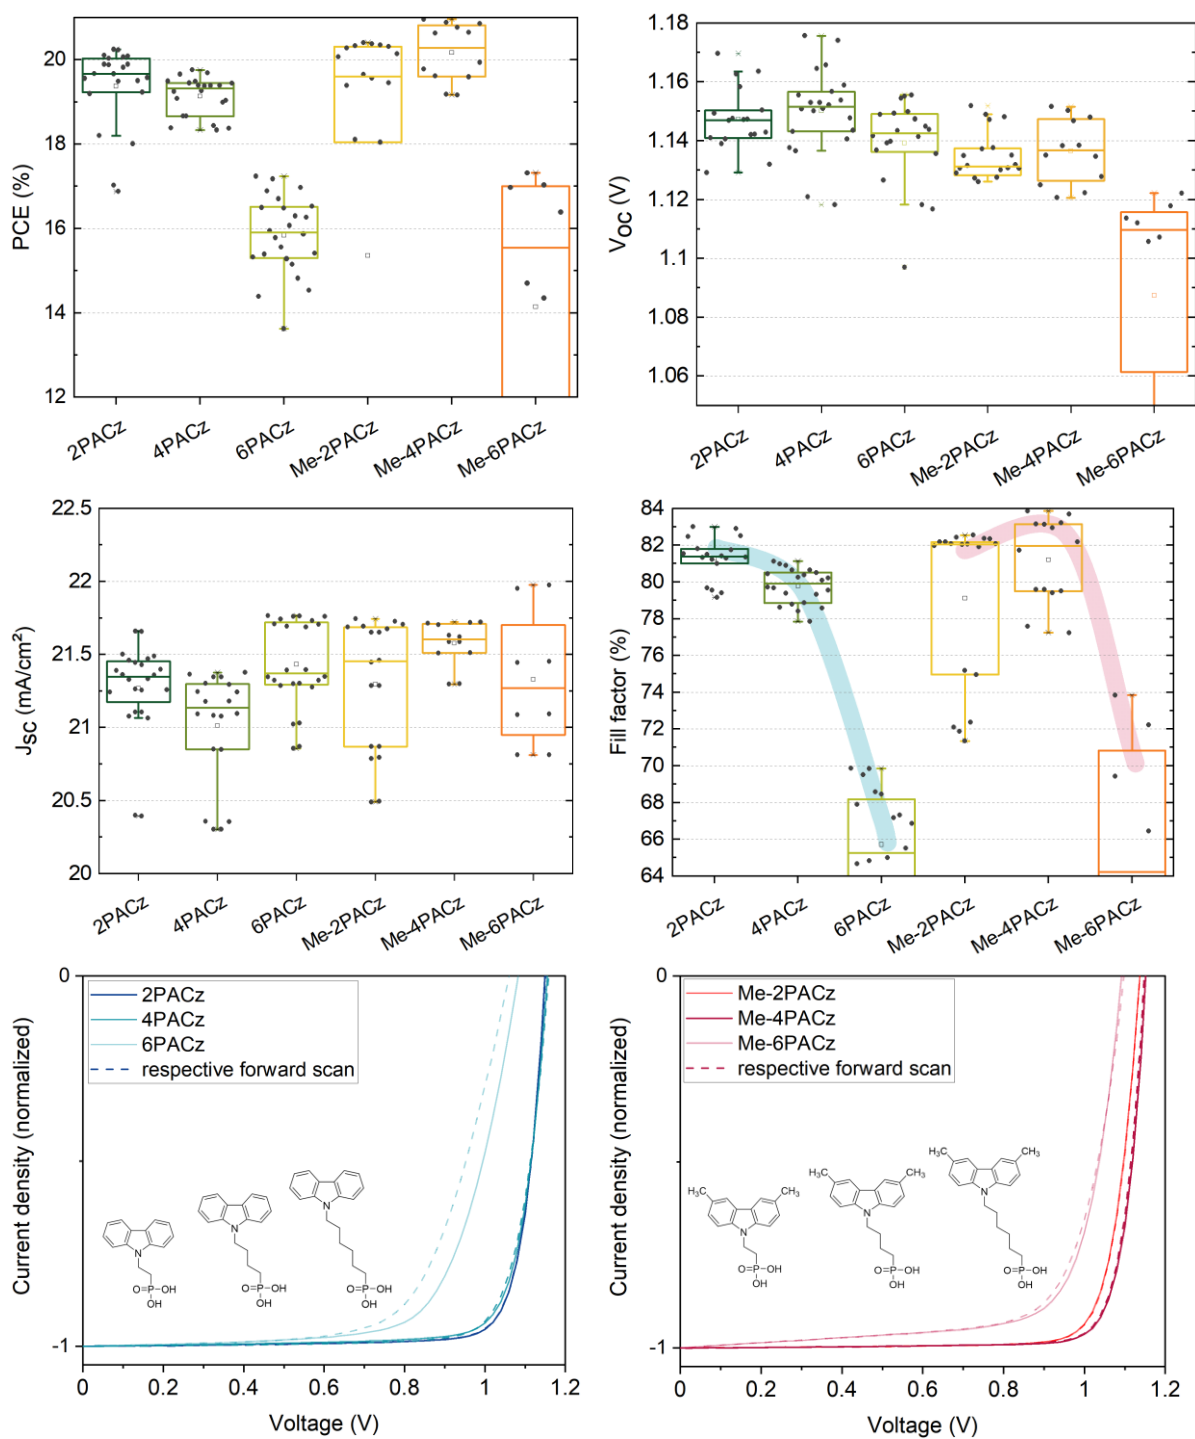 PCE (%)
20
18
16
14
12
2PACz
4PACz
6PACz
Me-2PACz
Me-4PACz
Me-6PACz
V_OC (V)
1.18
1.16
1.14
1.12
1.10
1.08
1.06
2PACz
4PACz
6PACz
Me-2PACz
Me-4PACz
Me-6PACz
J_SC (mA/cm²)
22.5
22
21.5
21
20.5
20
2PACz
4PACz
6PACz
Me-2PACz
Me-4PACz
Me-6PACz
Fill factor (%)
84
82
80
78
76
74
72
70
68
66
64
2PACz
4PACz
6PACz
Me-2PACz
Me-4PACz
Me-6PACz
Current density (normalized)
0
-1
2PACz
4PACz
6PACz
respective forward scan
N
O=P-OH
OH
N
O=P-OH
OH
N
O=P-OH
OH
0 0.2 0.4 0.6 0.8 1 1.2
Voltage (V)
Current density (normalized)
0
-1
Me-2PACz
Me-4PACz
Me-6PACz
respective forward scan
H₃C CH₃
N
O=P-OH
OH
H₃C CH₃
N
O=P-OH
OH
H₃C CH₃
N
O=P-OH
OH
0 0.2 0.4 0.6 0.8 1 1.2
Voltage (V)